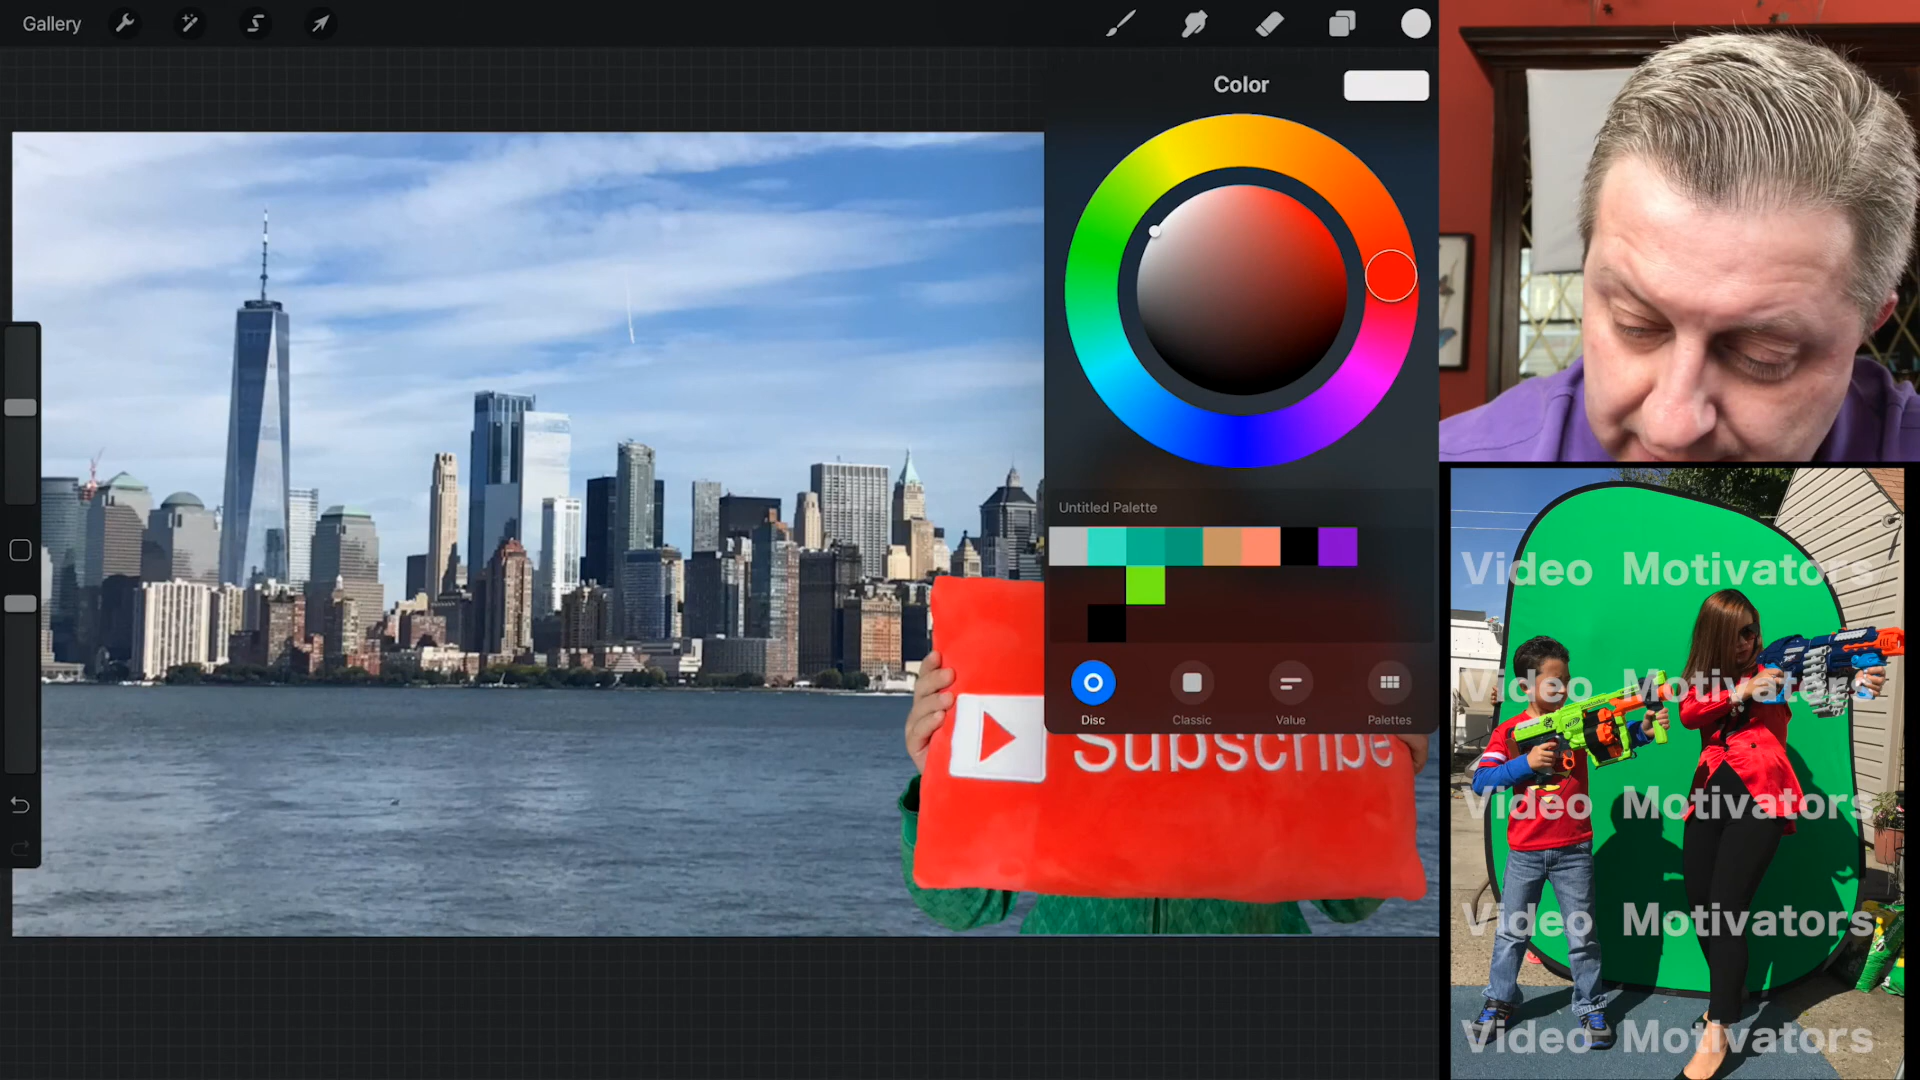 Gallery
Color
Untitled Palette
Disc
Classic
Value
Palettes
Subscribe
Video Motivators
Video Motivators
Video Motivators
Video Motivators
Video Motivators